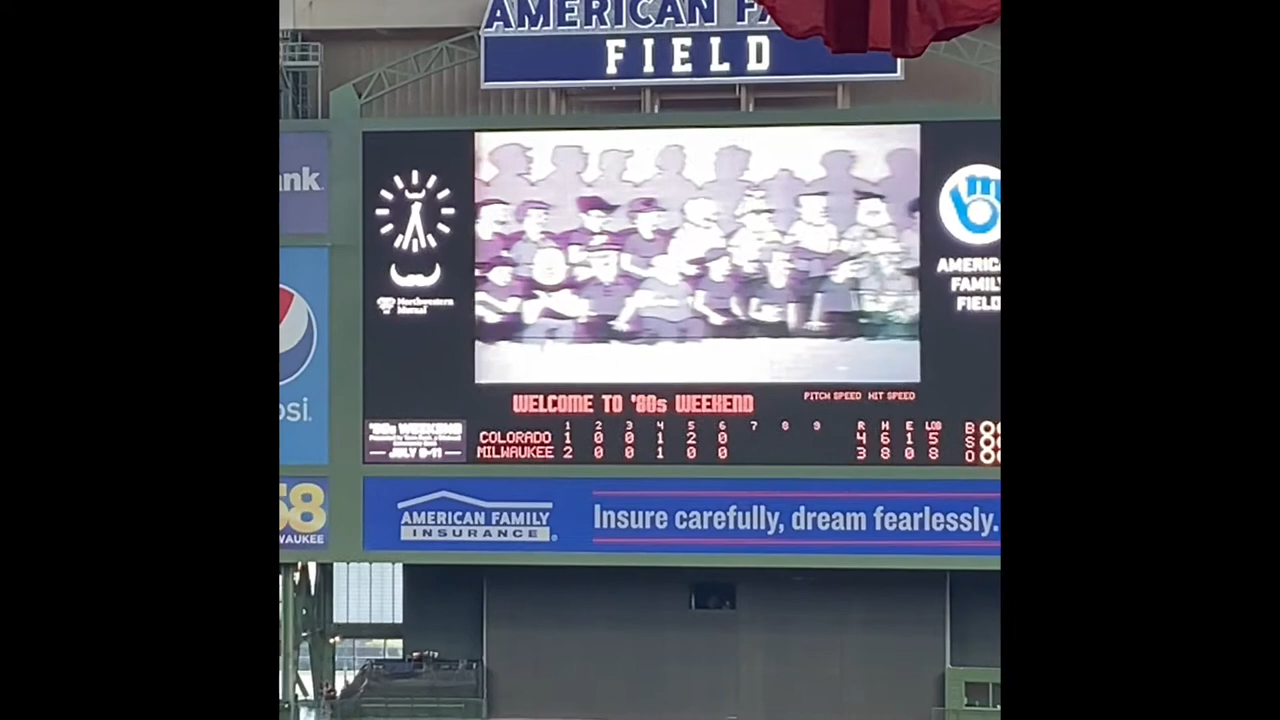 AMERICAN FA
FIELD
ank.
Northwestern
Mutual
AMERICA
FAMILY
FIELD
psi.
WELCOME TO '80s WEEKEND
PITCH SPEED HIT SPEED
'80s WEEKEND
JULY 9-11
1 2 3 4 5 6 7 8 9 R H E LOB
COLORADO 1 0 0 1 2 0 4 6 1 5
MILWAUKEE 2 0 0 1 0 0 3 8 0 8
B
S
O
58
WAUKEE
AMERICAN FAMILY
INSURANCE
Insure carefully, dream fearlessly.